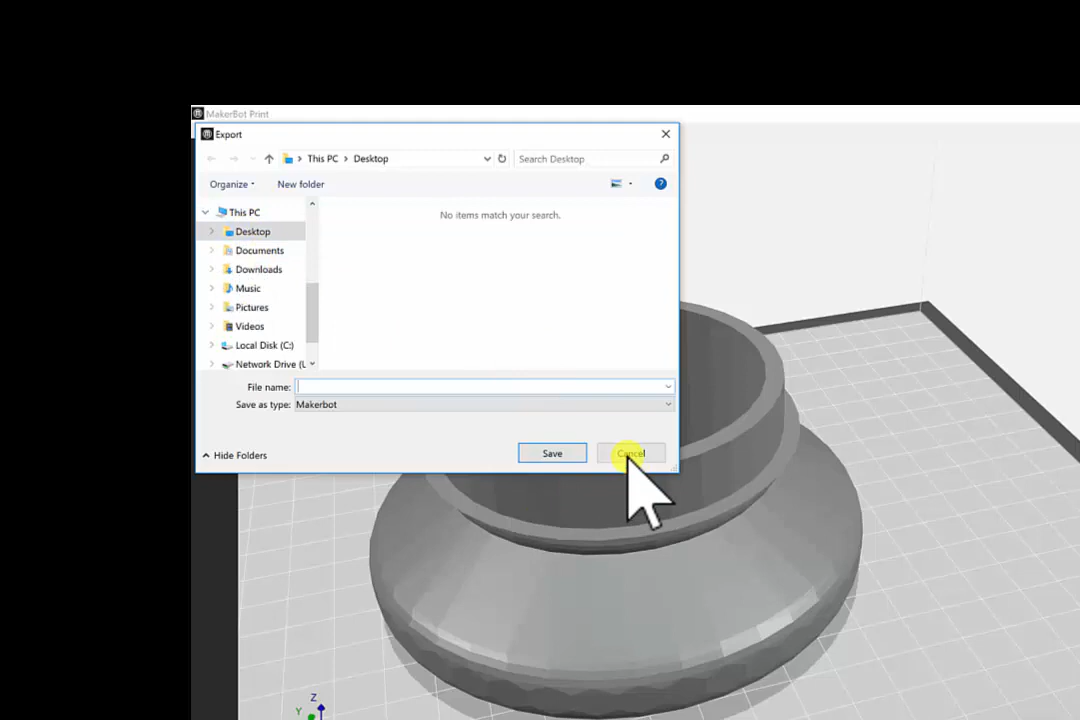 MakerBot Print
Export
This PC > Desktop
Search Desktop
Organize
New folder
This PC
No items match your search.
Desktop
Documents
Downloads
Music
Pictures
Videos
Local Disk (C:)
Network Drive (
File name:
Save as type: Makerbot
Hide Folders
Save
Cancel
Z
Y